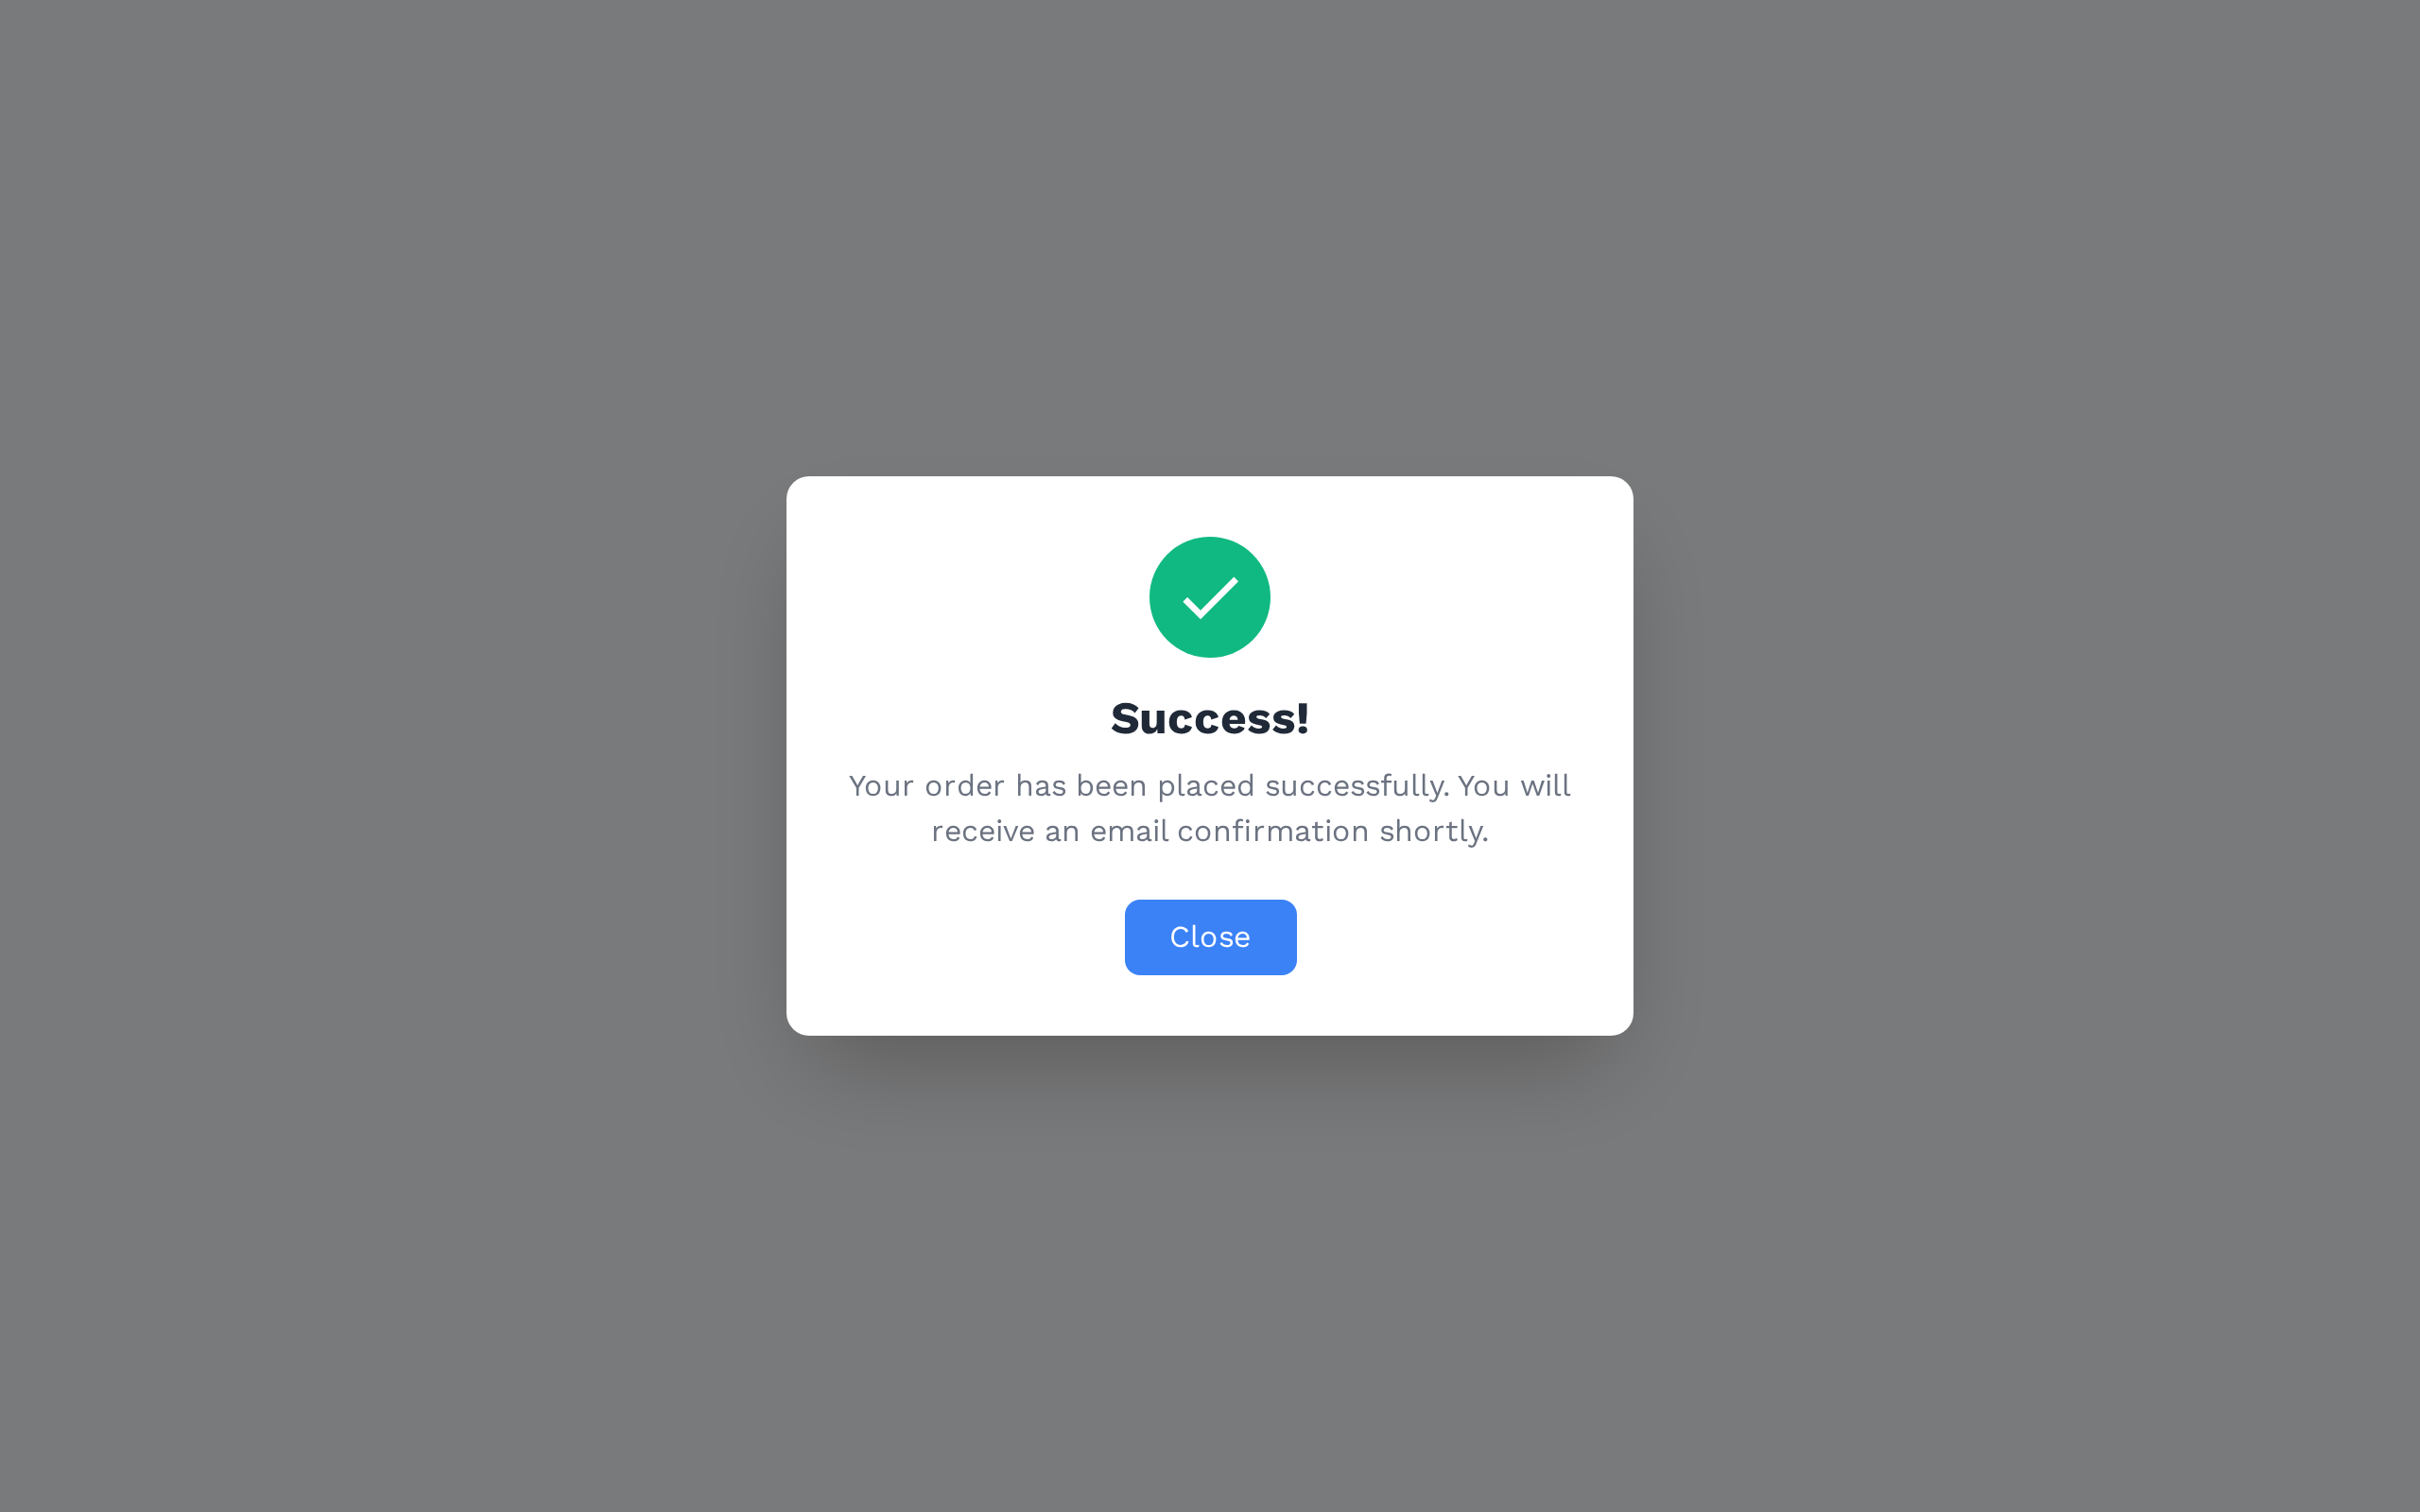 Success!
Your order has been placed successfully. You will
receive an email confirmation shortly.
Close